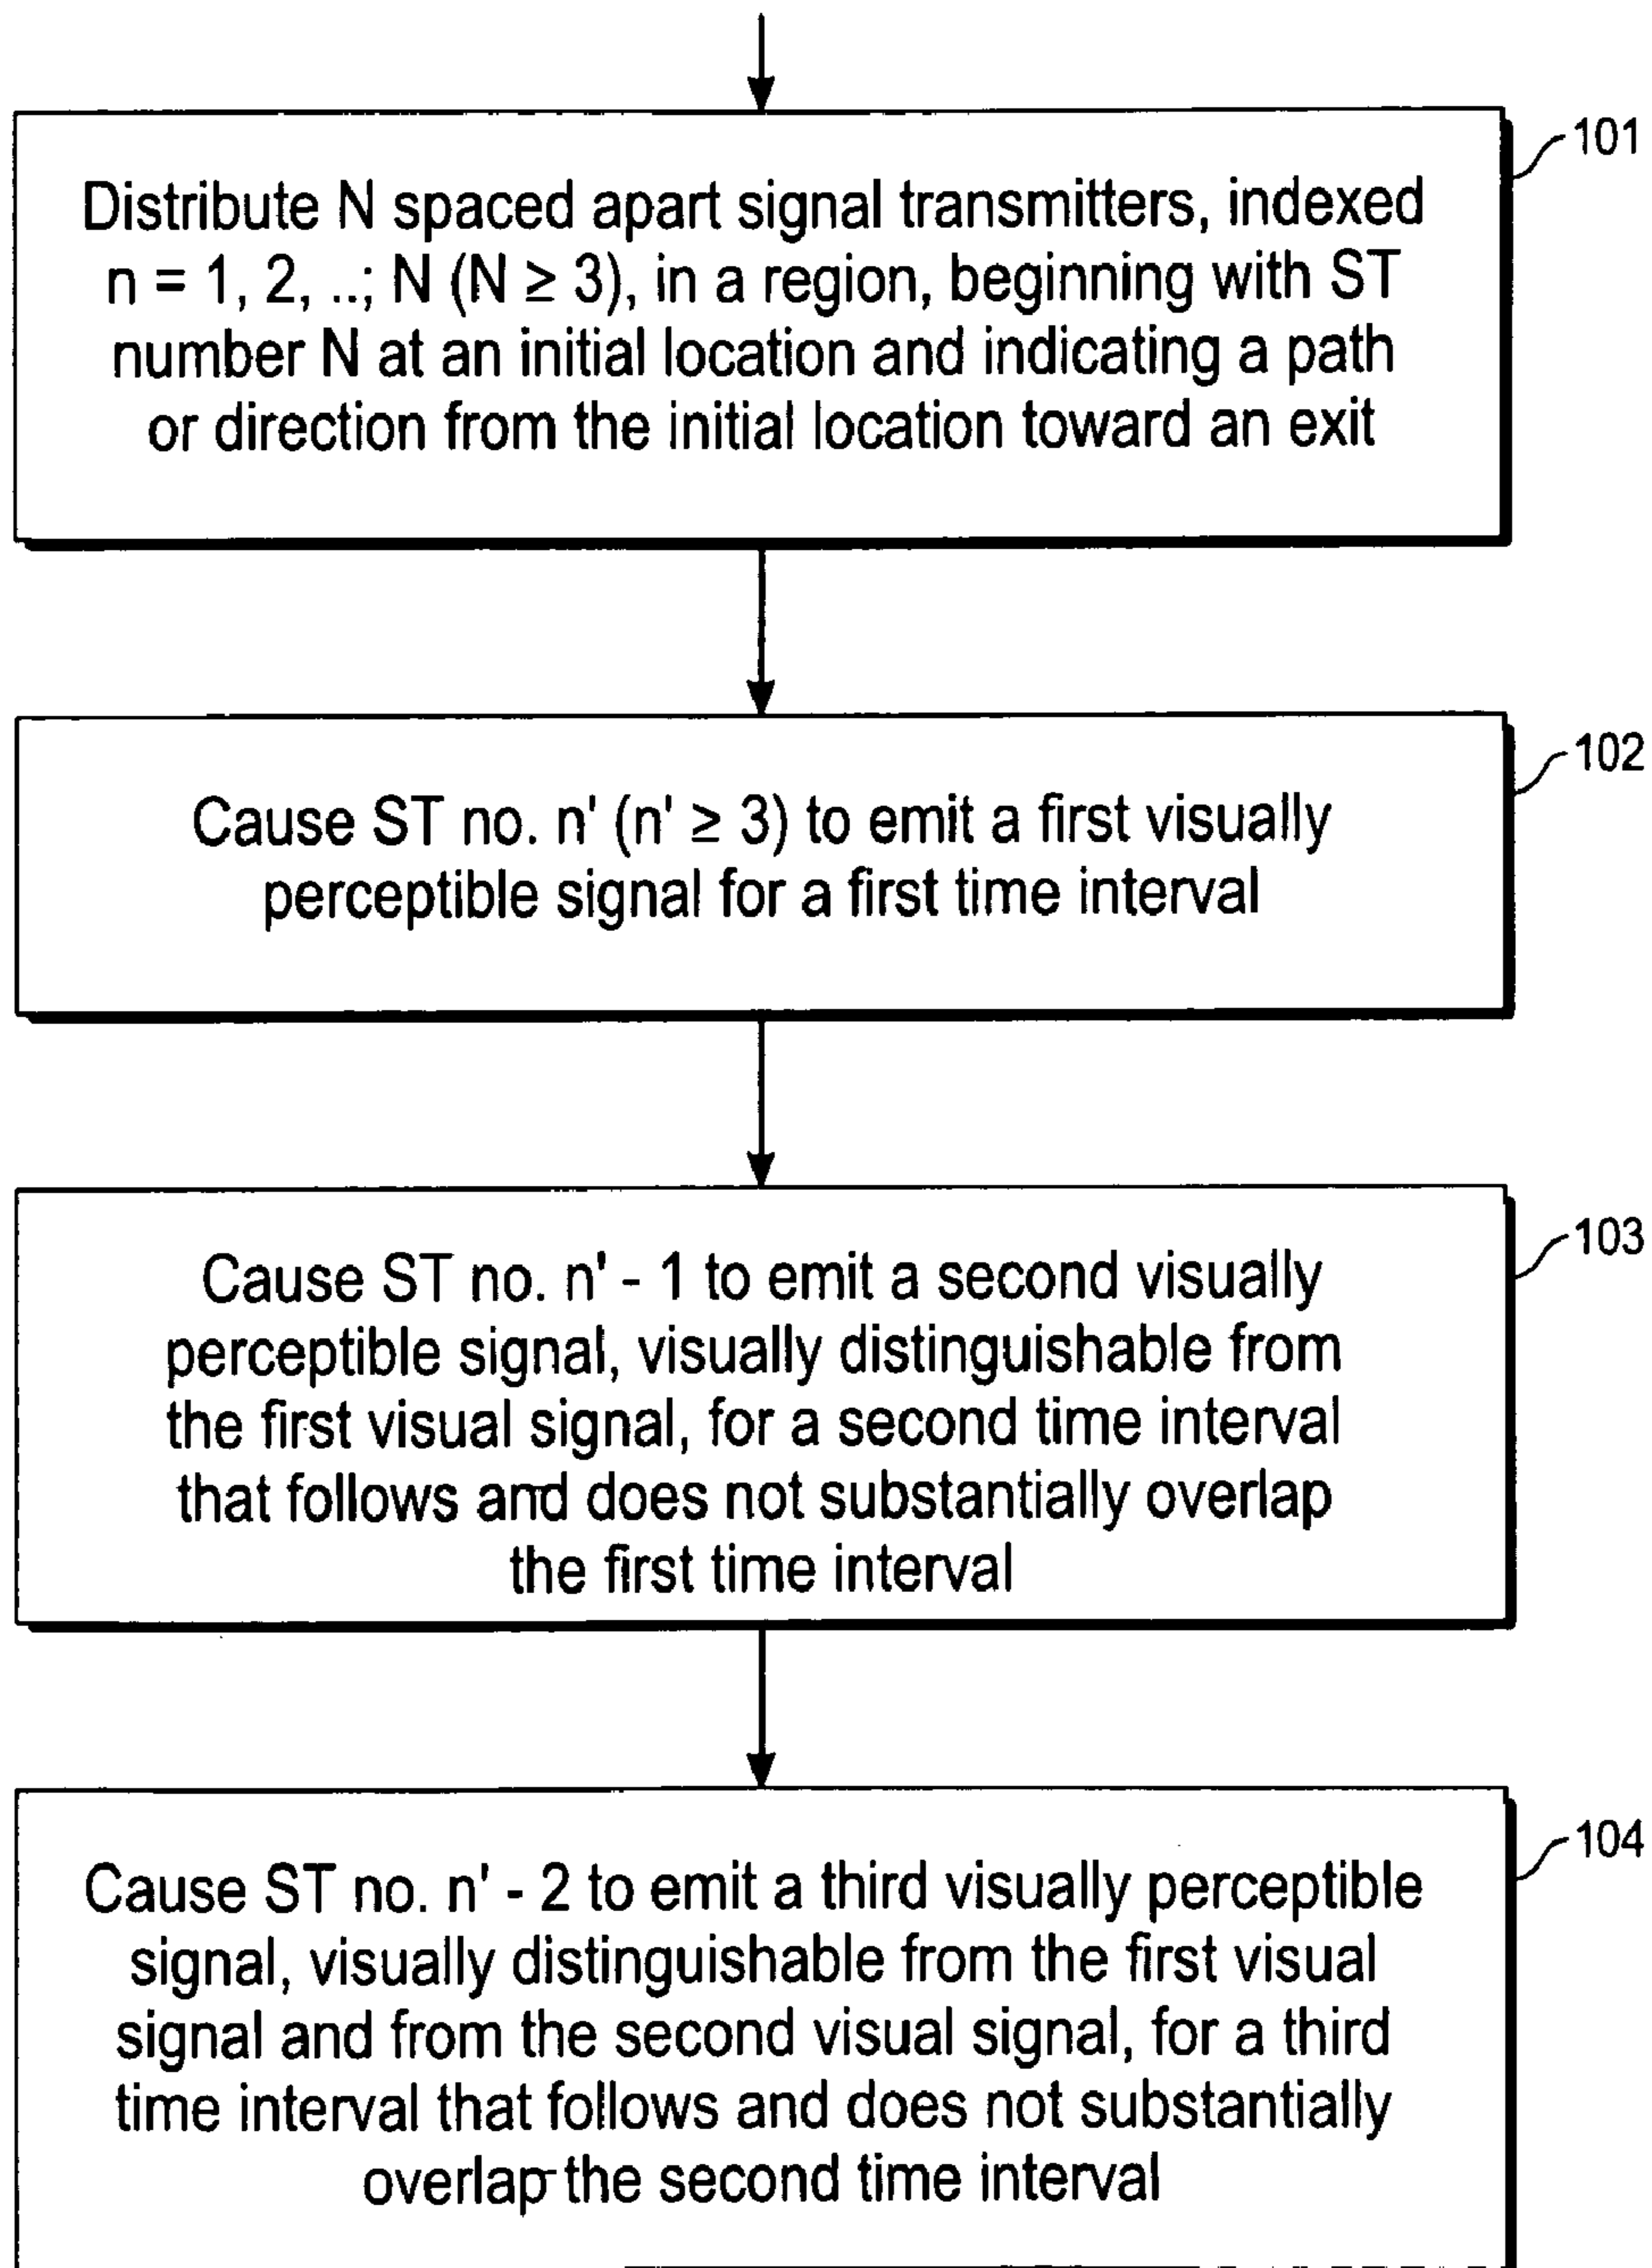 101
Distribute N spaced apart signal transmitters, indexed
n = 1, 2, ..; N (N ≥ 3), in a region, beginning with ST
number N at an initial location and indicating a path
or direction from the initial location toward an exit
102
Cause ST no. n' (n' ≥ 3) to emit a first visually
perceptible signal for a first time interval
103
Cause ST no. n' - 1 to emit a second visually
perceptible signal, visually distinguishable from
the first visual signal, for a second time interval
that follows and does not substantially overlap
the first time interval
104
Cause ST no. n' - 2 to emit a third visually perceptible
signal, visually distinguishable from the first visual
signal and from the second visual signal, for a third
time interval that follows and does not substantially
overlap the second time interval